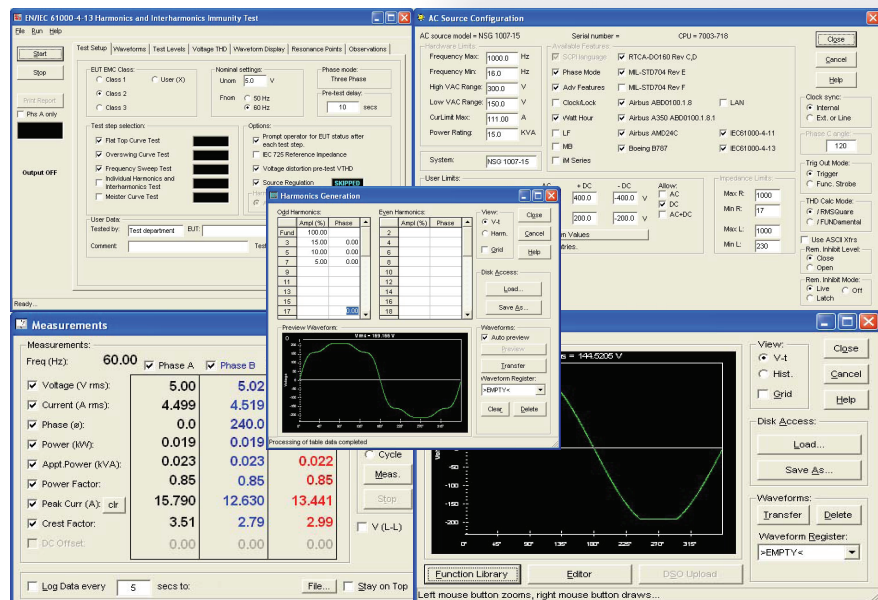 EN/IEC 61000-4-13 Harmonics and Interharmonics Immunity Test
File Run Help
Start
Stop
Print Report
Phs A only
Output OFF
Test Setup Waveforms Test Levels Voltage THD Waveform Display Resonance Points Observations
EUT EMC Class:
Class 1 User (X)
Class 2
Class 3
Nominal settings:
Unom 5.0 V
Fnom 50 Hz
60 Hz
Phase mode:
Three Phase
Pre-test delay:
10 secs
Test step selection:
Flat Top Curve Test
Overswing Curve Test
Frequency Sweep Test
Individual Harmonics and
Interharmonics Test
Meister Curve Test
Options:
Prompt operator for EUT status after
each test step.
IEC 725 Reference Impedance
Voltage distortion pre-test VTHD
Source Regulation SKIPPED
User Data:
Tested by: Test department EUT:
Comment:
Ready...
AC Source Configuration
AC source model = NSG 1007-15 Serial number = CPU = 7003-718
Hardware Limits:
Frequency Max: 1000.0 Hz
Frequency Min: 16.0 Hz
High VAC Range: 300.0 V
Low VAC Range: 150.0 V
CurLimit Max: 111.00 A
Power Rating: 15.0 KVA
System: NSG 1007-15
Available Features
SCPI language RTCA-DO160 Rev C,D
Phase Mode MIL-STD704 Rev E
Adv Features MIL-STD704 Rev F
Clock/Lock Airbus ABD0100.1.8 LAN
Watt Hour Airbus A350 ABD0100.1.8.1
LF Airbus AMD24C IEC61000-4-11
MB Boeing B787 IEC61000-4-13
iM Series
User Limits:
+ DC - DC
400.0 -400.0 V
200.0 -200.0 V
Allow:
AC
DC
AC+DC
Impedance Limits:
Max R: 1000
Min R: 17
Max L: 1000
Min L: 230
Close
Cancel
Help
Clock sync:
Internal
Ext. or Line
Phase C angle:
120
Trig Out Mode:
Trigger
Func. Strobe
THD Calc Mode:
/ RMSQuare
/ FUNDamental
Use ASCII Xfrs
Rem. Inhibit Level:
Close
Open
Rem. Inhibit Mode:
Live Off
Latch
Harmonics Generation
Odd Harmonics:
Ampl (%) Phase
Fund 100.00
3 15.00 0.00
5 10.00 0.00
7 5.00 0.00
9
11
13
15
17 0.00
Even Harmonics:
Ampl (%) Phase
2
4
6
8
10
12
14
16
18
View:
V-t
Harm.
Grid
Close
Cancel
Help
Disk Access:
Load...
Save As...
Preview Waveform:
Waveforms:
Auto preview
Preview
Transfer
Waveform Register:
>EMPTY<
Clear Delete
Processing of table data completed
Measurements
Measurements:
Freq (Hz): 60.00 Phase A Phase B
Voltage (V rms): 5.00 5.02
Current (A rms): 4.499 4.519
Phase (ø): 0.0 240.0
Power (kW): 0.019 0.019
Appt.Power (kVA): 0.023 0.023 0.022
Power Factor: 0.85 0.85 0.85
Peak Curr (A): clr 15.790 12.630 13.441
Crest Factor: 3.51 2.79 2.99
DC Offset: 0.00 0.00 0.00
Cycle
Meas.
Stop
V (L-L)
Log Data every 5 secs to: File... Stay on Top
= 144.5205 V
-50
-100
-150
-200
0° 45° 90° 135° 180° 225° 270° 315°
Function Library Editor DSO Upload
Left mouse button zooms, right mouse button draws...
View:
V-t
Hist.
Grid
Close
Cancel
Help
Disk Access:
Load...
Save As...
Waveforms:
Transfer Delete
Waveform Register:
>EMPTY<